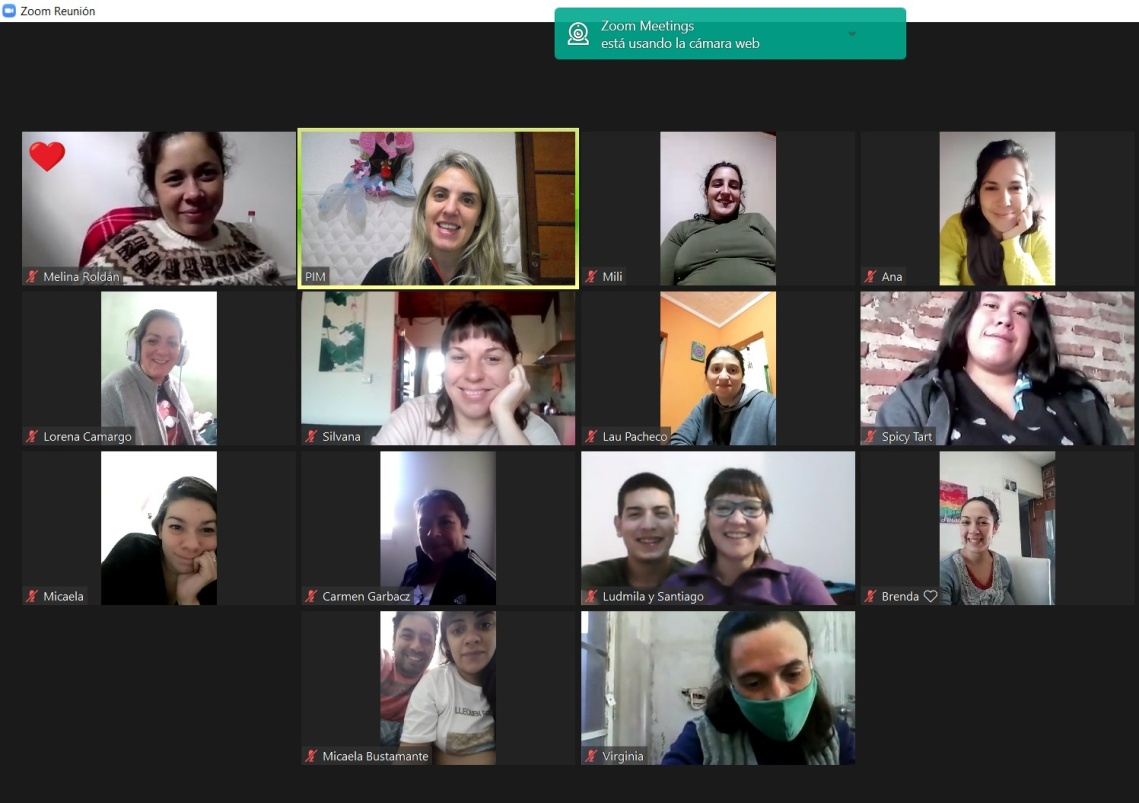 Zoom Reunión
Zoom Meetings
está usando la cámara web
Melina Roldán
PIM
Mili
Ana
Lorena Camargo
Silvana
Lau Pacheco
Spicy Tart
Micaela
Carmen Garbacz
Ludmila y Santiago
Brenda ♡
Micaela Bustamante
Virginia